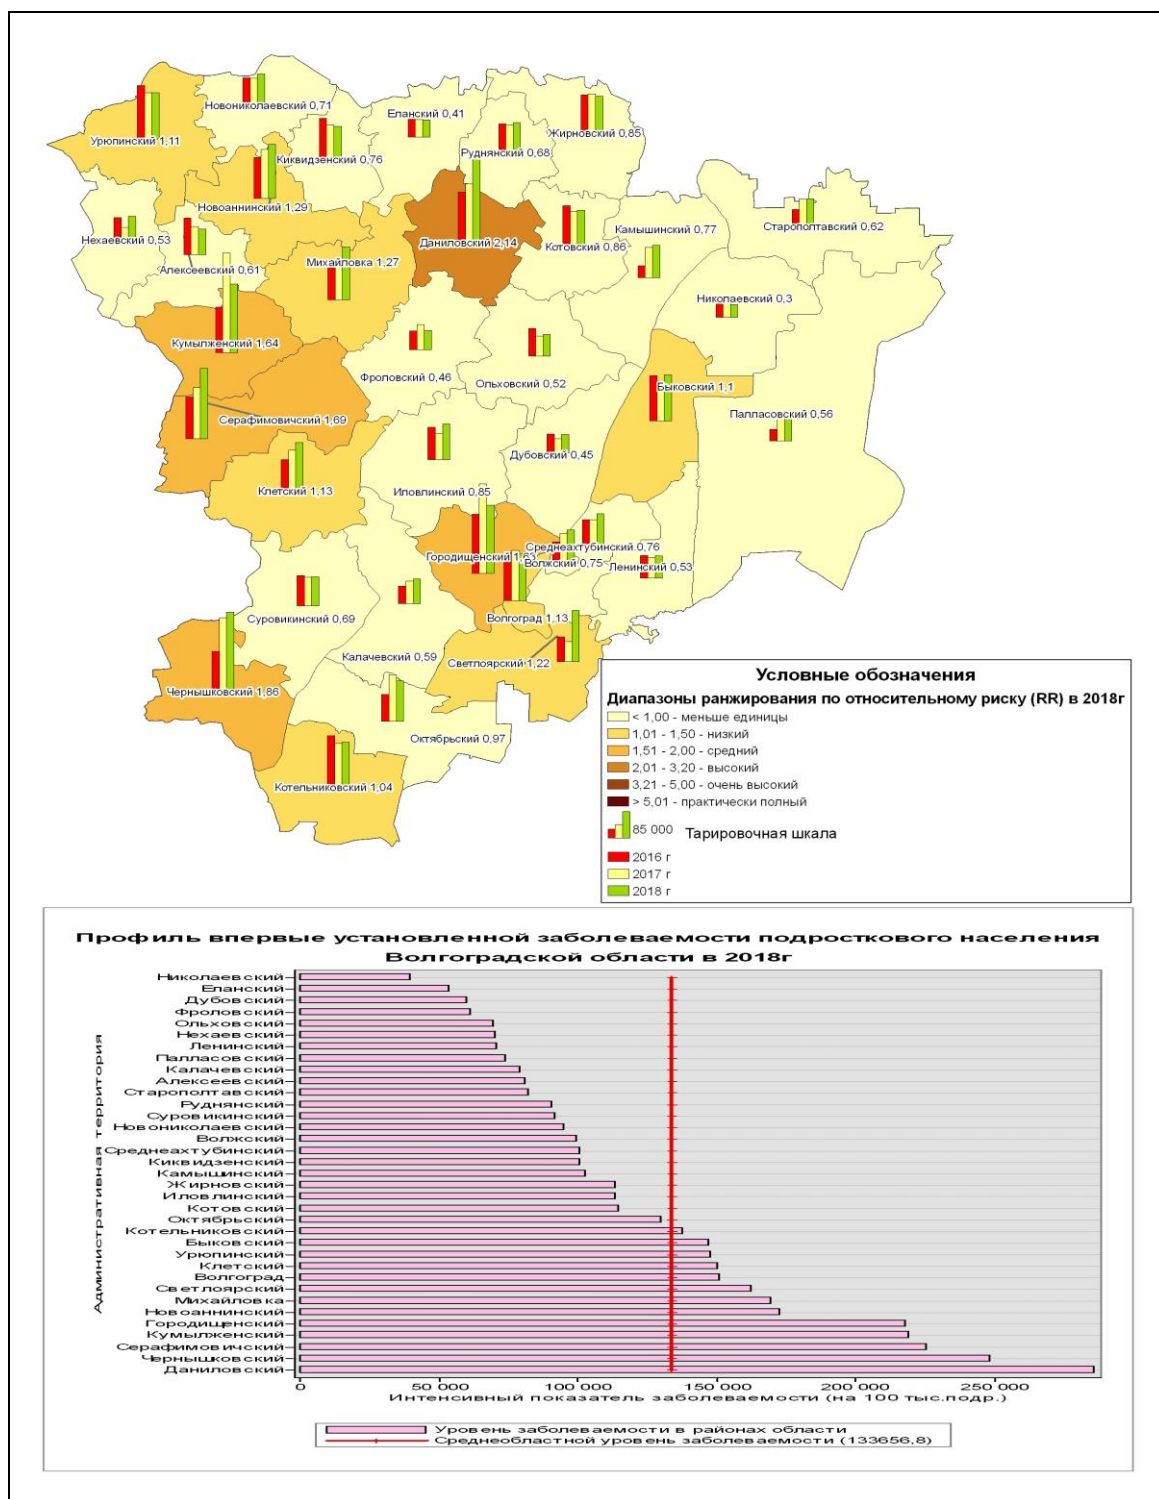 Новониколаевский 0,71
Еланский 0,41
Жирновский 0,85
Урюпинский 1,11
Киквидзенский 0,76
Руднянский 0,68
Новоаннинский 1,29
Старополтавский 0,62
Камышинский 0,77
Нехаевский 0,53
Даниловский 2,14
Котовский 0,86
Алексеевский 0,61
Михайловка 1,27
Николаевский 0,3
Кумылженский 1,64
Фроловский 0,46
Ольховский 0,52
Быковский 1,1
Палласовский 0,56
Серафимовичский 1,69
Дубовский 0,45
Клетский 1,13
Иловлинский 0,85
Среднеахтубинский 0,76
Городищенский
Волжский 0,75
Ленинский 0,53
Суровикинский 0,69
Волгоград 1,13
Калачевский 0,59
Светлоярский 1,22
Чернышковский 1,86
Октябрьский 0,97
Котельниковский 1,04
Условные обозначения
Диапазоны ранжирования по относительному риску (RR) в 2018г
< 1,00 - меньше единицы
1,01 - 1,50 - низкий
1,51 - 2,00 - средний
2,01 - 3,20 - высокий
3,21 - 5,00 - очень высокий
> 5,01 - практически полный
85 000 Тарировочная шкала
2016 г
2017 г
2018 г
Профиль впервые установленной заболеваемости подросткового населения
Волгоградской области в 2018г
Административная территория
Николаевский
Еланский
Дубовский
Фроловский
Ольховский
Нехаевский
Ленинский
Палласовский
Калачевский
Алексеевский
Старополтавский
Руднянский
Суровикинский
Новониколаевский
Волжский
Среднеахтубинский
Киквидзенский
Камышинский
Жирновский
Иловлинский
Котовский
Октябрьский
Котельниковский
Быковский
Урюпинский
Клетский
Волгоград
Светлоярский
Михайловка
Новоаннинский
Городищенский
Кумылженский
Серафимовичский
Чернышковский
Даниловский
0 50 000 100 000 150 000 200 000 250 000
Интенсивный показатель заболеваемости (на 100 тыс.подр.)
Уровень заболеваемости в районах области
Среднеобластной уровень заболеваемости (133656,8)